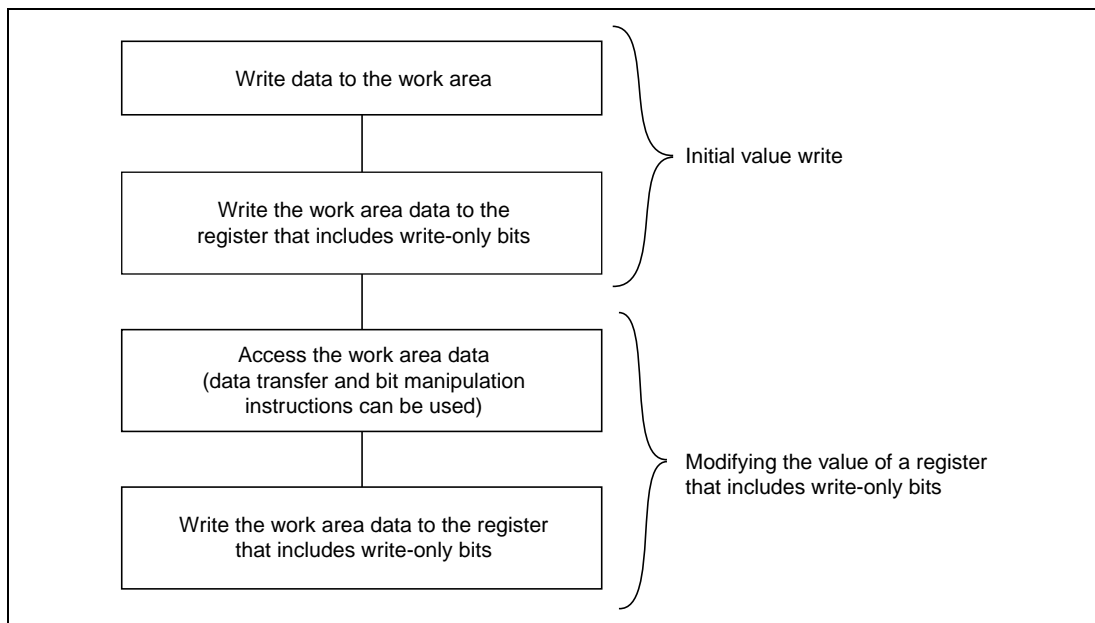 Write data to the work area
Initial value write
Write the work area data to the
register that includes write-only bits
Access the work area data
(data transfer and bit manipulation
instructions can be used)
Modifying the value of a register
that includes write-only bits
Write the work area data to the register
that includes write-only bits